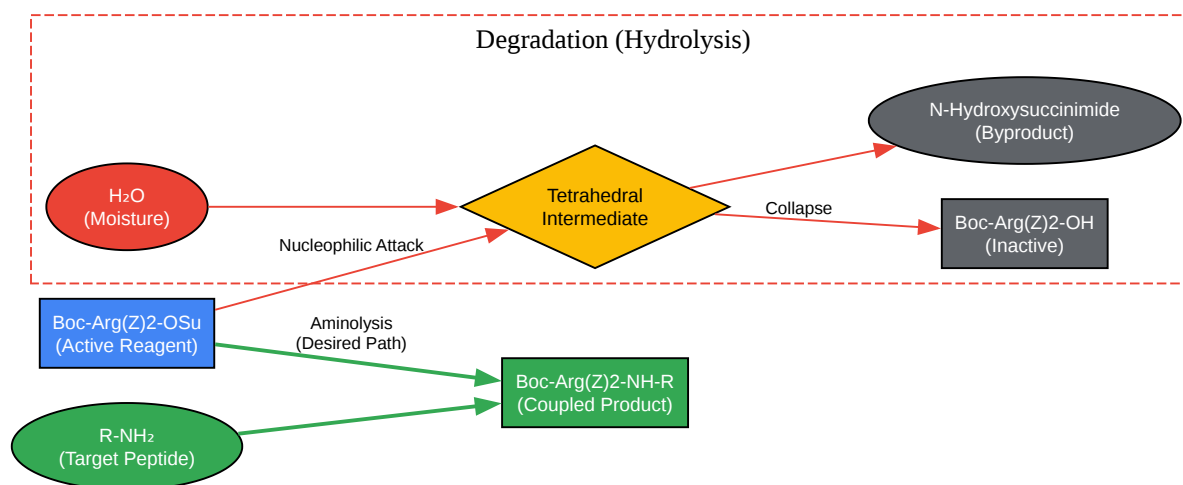 Degradation (Hydrolysis)
N-Hydroxysuccinimide
(Byproduct)
H₂O
(Moisture)
Tetrahedral
Intermediate
Collapse
Boc-Arg(Z)2-OH
(Inactive)
Nucleophilic Attack
Boc-Arg(Z)2-OSu
(Active Reagent)
Aminolysis
(Desired Path)
Boc-Arg(Z)2-NH-R
(Coupled Product)
R-NH₂
(Target Peptide)